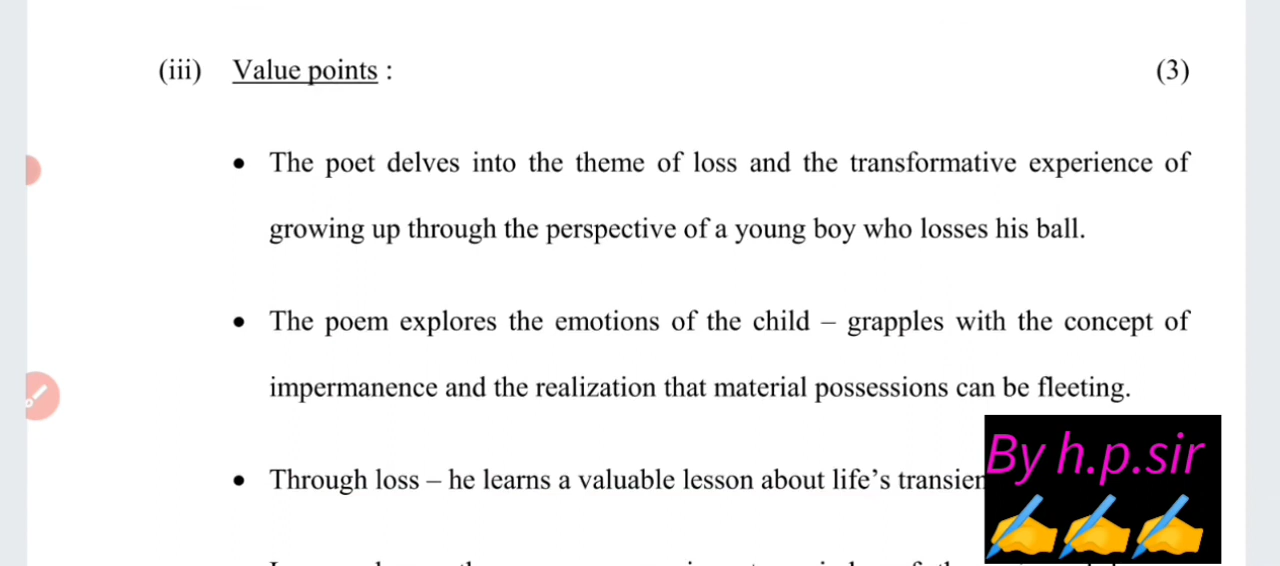 (iii) Value points : (3)
• The poet delves into the theme of loss and the transformative experience of
growing up through the perspective of a young boy who losses his ball.
• The poem explores the emotions of the child – grapples with the concept of
impermanence and the realization that material possessions can be fleeting.
• Through loss – he learns a valuable lesson about life's
By h.p.sir